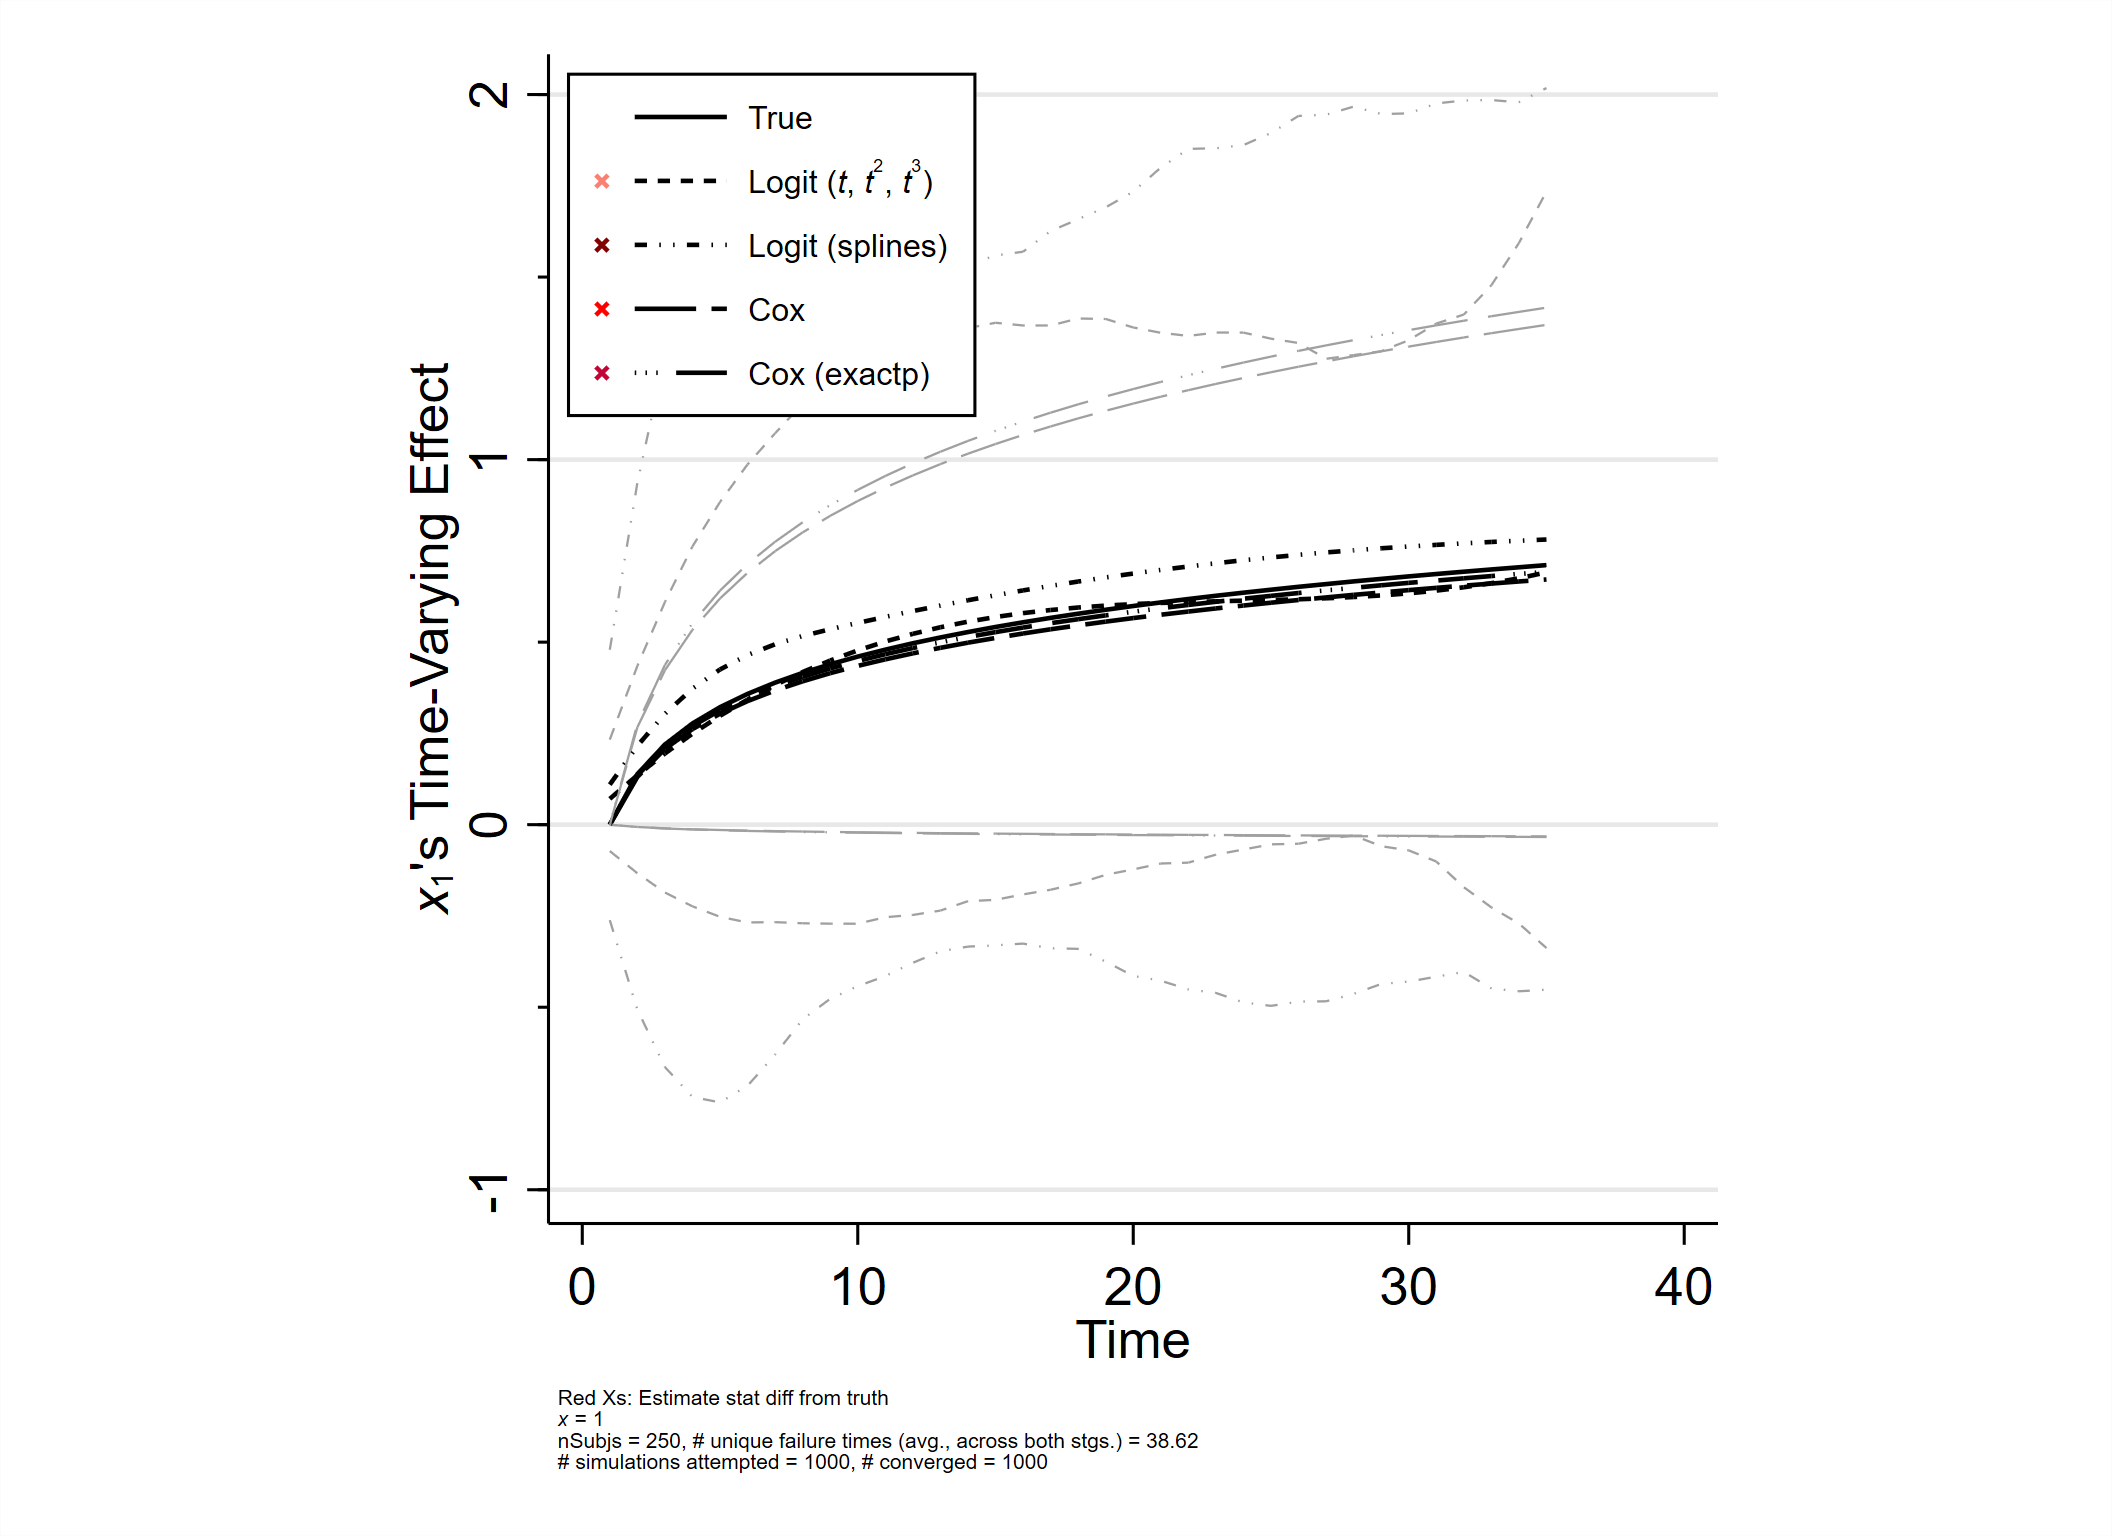 2
1
0
-1
x1's Time-Varying Effect
True
Logit (t, t2, t3)
Logit (splines)
Cox
Cox (exactp)
0 10 20 30 40
Time
Red Xs: Estimate stat diff from truth
x = 1
nSubjs = 250, # unique failure times (avg., across both stgs.) = 38.62
# simulations attempted = 1000, # converged = 1000